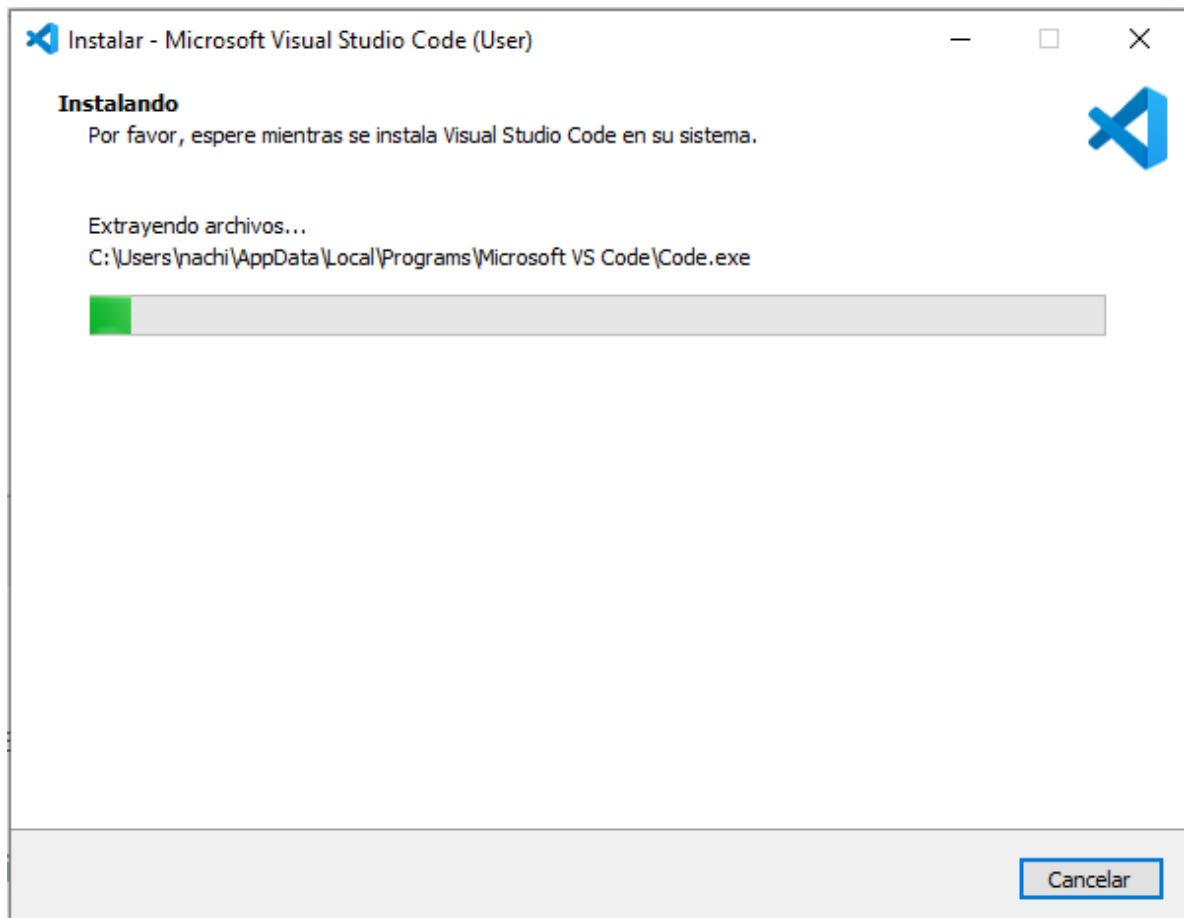 Instalar - Microsoft Visual Studio Code (User)
Instalando
Por favor, espere mientras se instala Visual Studio Code en su sistema.
Extrayendo archivos...
C:\Users\nachi\AppData\Local\Programs\Microsoft VS Code\Code.exe
Cancelar